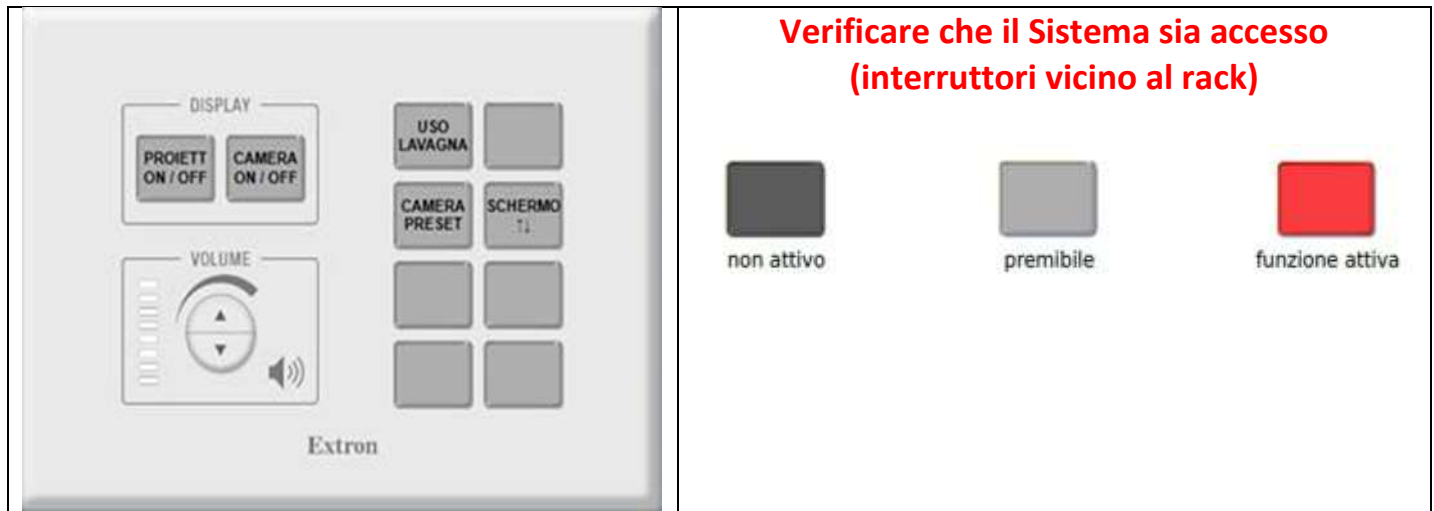 DISPLAY
PROIETT
ON / OFF
CAMERA
ON / OFF
VOLUME
USO
LAVAGNA
CAMERA
PRESET
SCHERMO
↑↓
Extron
Verificare che il Sistema sia accesso
(interruttori vicino al rack)
non attivo
premibile
funzione attiva